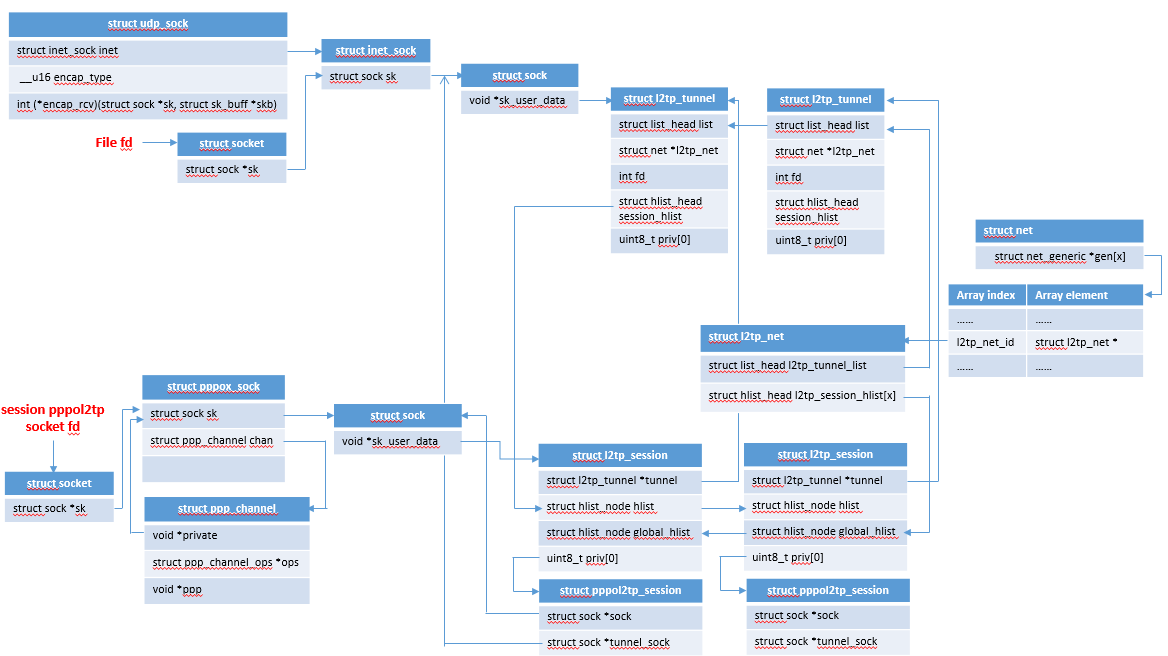 struct udp_sock
struct inet_sock inet
__u16 encap_type
int (*encap_rcv)(struct sock *sk, struct sk_buff *skb)
struct inet_sock
struct sock sk
struct sock
void *sk_user_data
File fd
struct socket
struct sock *sk
struct l2tp_tunnel
struct list_head list
struct net *l2tp_net
int fd
struct hlist_head
session_hlist
uint8_t priv[0]
struct l2tp_tunnel
struct list_head list
struct net *l2tp_net
int fd
struct hlist_head
session_hlist
uint8_t priv[0]
struct net
struct net_generic *gen[x]
Array index
Array element
......
......
l2tp_net_id
struct l2tp_net *
......
......
struct l2tp_net
struct list_head l2tp_tunnel_list
struct hlist_head l2tp_session_hlist[x]
session pppol2tp
socket fd
struct socket
struct sock *sk
struct pppox_sock
struct sock sk
struct ppp_channel chan
struct ppp_channel
void *private
struct ppp_channel_ops *ops
void *ppp
struct sock
void *sk_user_data
struct l2tp_session
struct l2tp_tunnel *tunnel
struct hlist_node hlist
struct hlist_node global_hlist
uint8_t priv[0]
struct pppol2tp_session
struct sock *sock
struct sock *tunnel_sock
struct l2tp_session
struct l2tp_tunnel *tunnel
struct hlist_node hlist
struct hlist_node global_hlist
uint8_t priv[0]
struct pppol2tp_session
struct sock *sock
struct sock *tunnel_sock